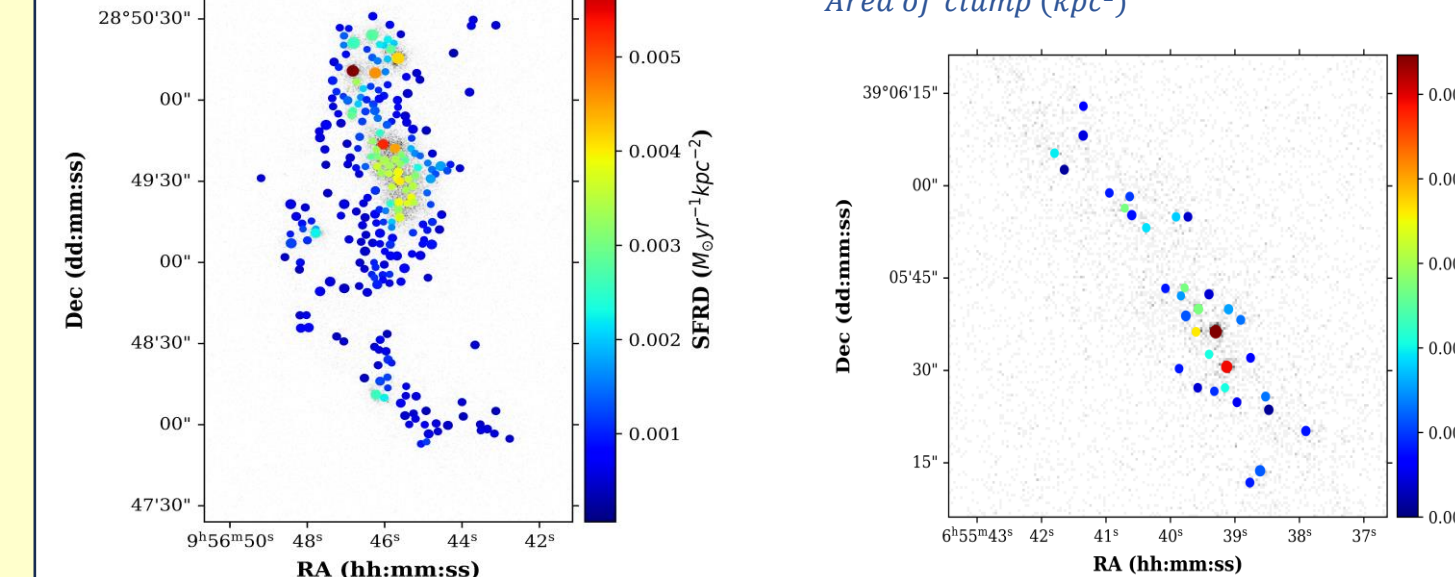 Area of clump (kpc²)
28°50'30"
00"
49'30"
00"
48'30"
00"
47'30"
9ʰ56ᵐ50ˢ 48ˢ 46ˢ 44ˢ 42ˢ
RA (hh:mm:ss)
Dec (dd:mm:ss)
0.005
0.004
0.003
0.002
0.001
SFRD (M⊙yr⁻¹kpc⁻²)
39°06'15"
00"
05'45"
30"
15"
6ʰ55ᵐ43ˢ 42ˢ 41ˢ 40ˢ 39ˢ 38ˢ 37ˢ
RA (hh:mm:ss)
Dec (dd:mm:ss)